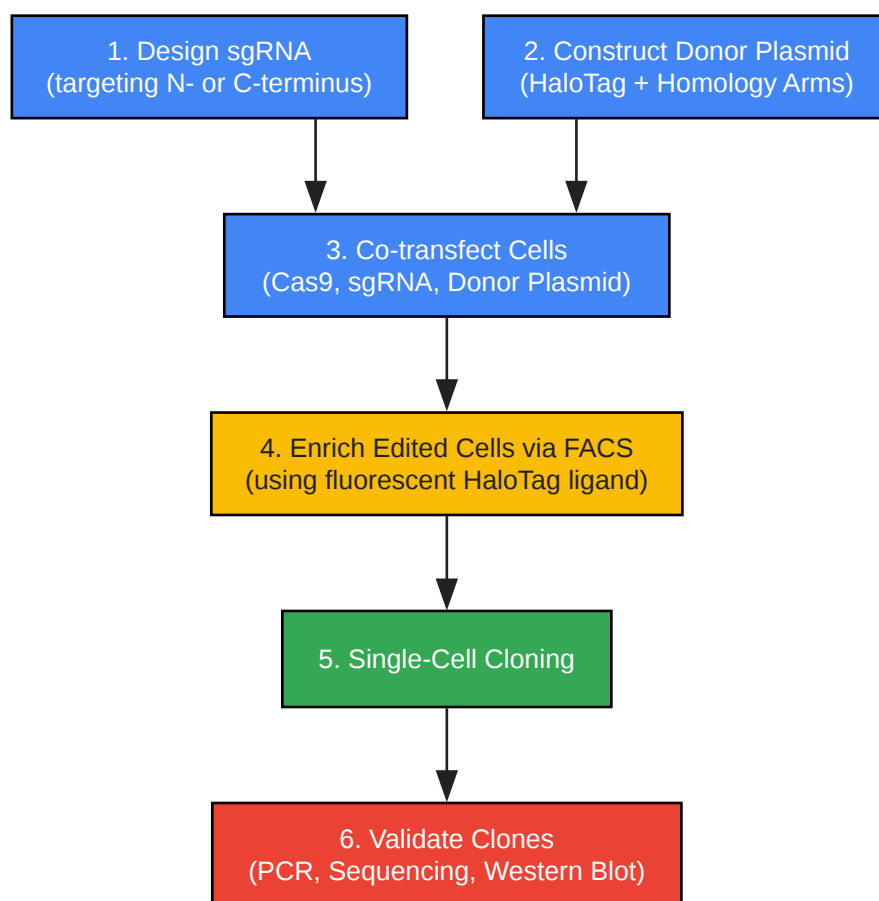 1. Design sgRNA
(targeting N- or C-terminus)
2. Construct Donor Plasmid
(HaloTag + Homology Arms)
3. Co-transfect Cells
(Cas9, sgRNA, Donor Plasmid)
4. Enrich Edited Cells via FACS
(using fluorescent HaloTag ligand)
5. Single-Cell Cloning
6. Validate Clones
(PCR, Sequencing, Western Blot)